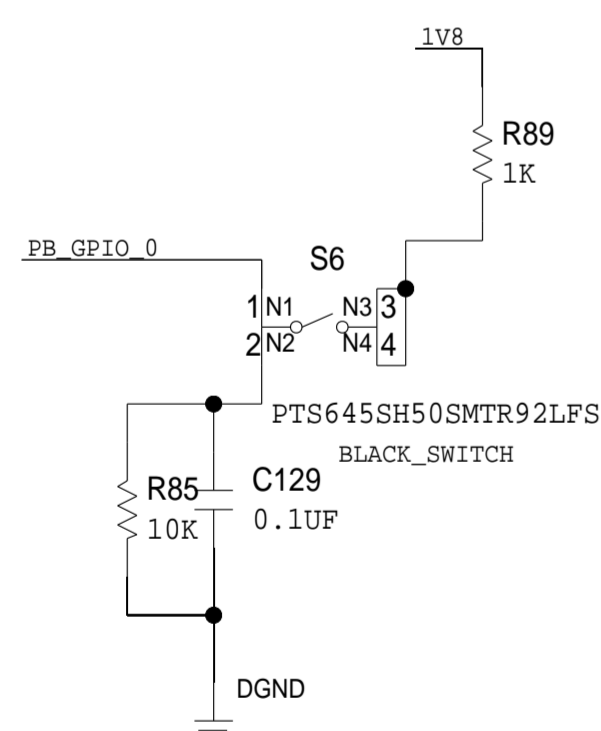 1V8
R89
1K
PB_GPIO_0
S6
1 N1 N3 3
2 N2 N4 4
PTS645SH50SMTR92LFS
BLACK_SWITCH
R85 C129
10K 0.1UF
DGND